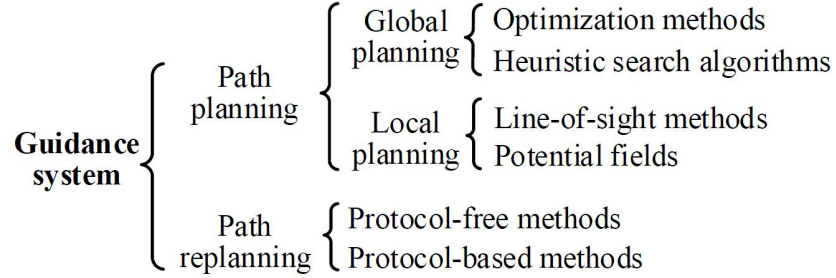 Guidance
system
Path
planning
Global
planning
Optimization methods
Heuristic search algorithms
Local
planning
Line-of-sight methods
Potential fields
Path
replanning
Protocol-free methods
Protocol-based methods